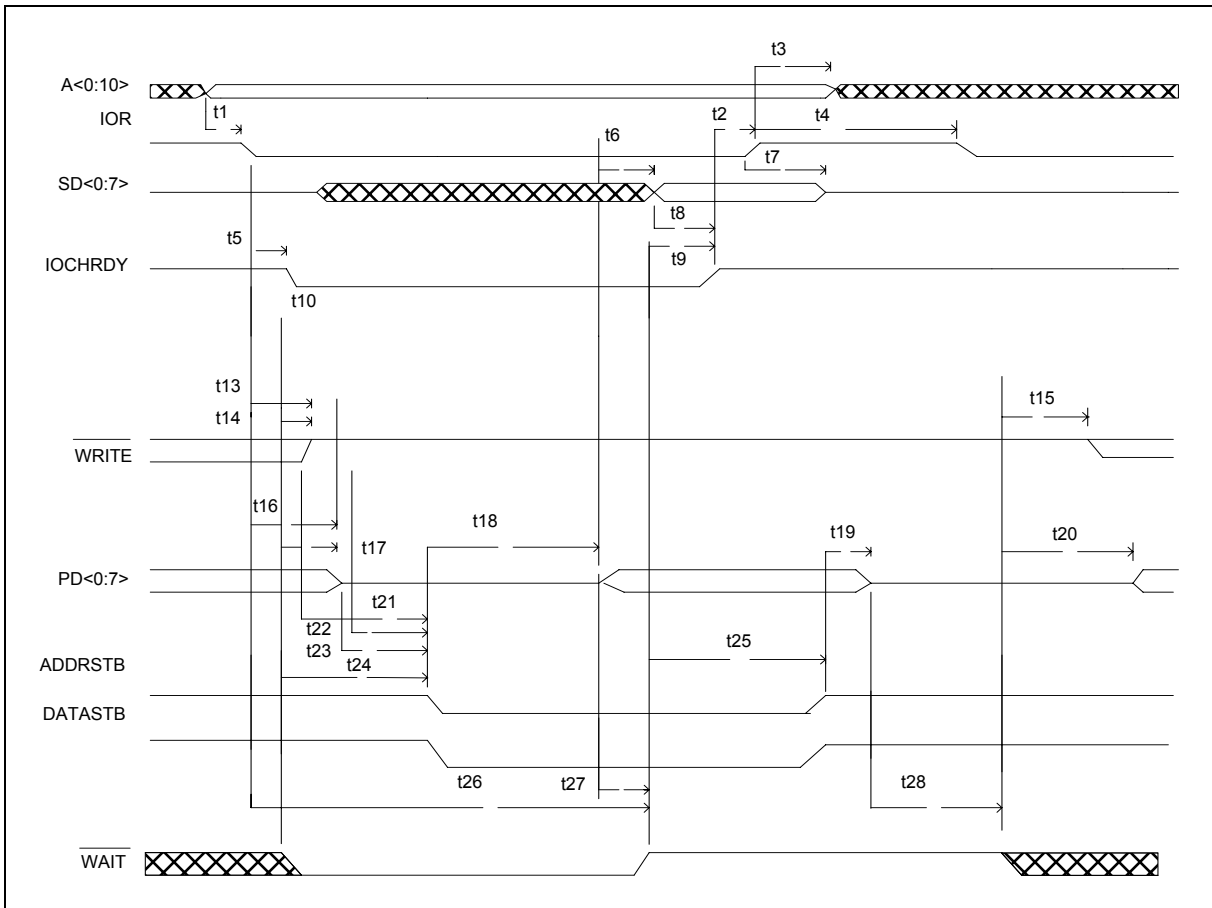 t3
A<0:10>
t1
t2
t4
IOR
t6
t7
SD<0:7>
t8
t5
t9
IOCHRDY
t10
t13
t14
t15
WRITE
t16
t18
t17
t19
t20
PD<0:7>
t21
t22
t23
t25
t24
ADDRSTB
DATASTB
t26
t27
t28
WAIT